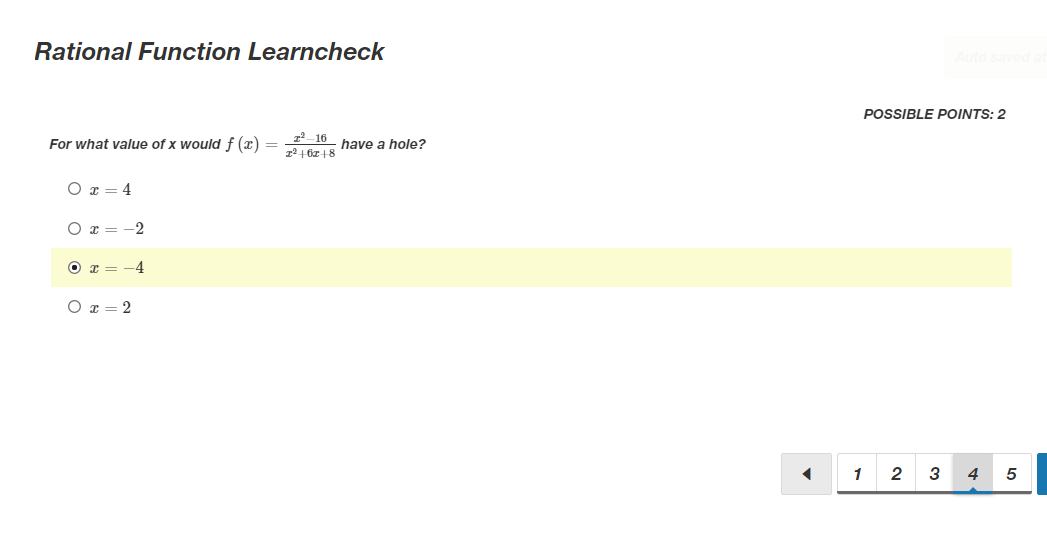 Rational Function Learncheck
Auto saved at
POSSIBLE POINTS: 2
For what value of x would f (x) = \frac{x^2-16}{x^2+6x+8} have a hole?
x = 4
x = −2
x = −4
x = 2
1 2 3 4 5